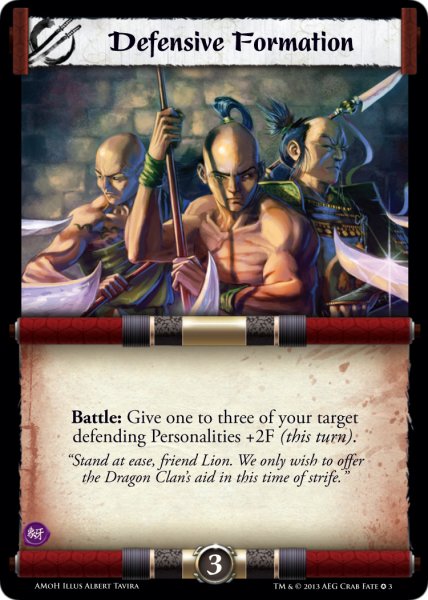 Defensive Formation
Battle: Give one to three of your target
defending Personalities +2F (this turn).
“Stand at ease, friend Lion. We only wish to offer
the Dragon Clan’s aid in this time of strife.”
3
AMoH Illus Albert Tavira
TM & © 2013 AEG Crab Fate ✪ 3